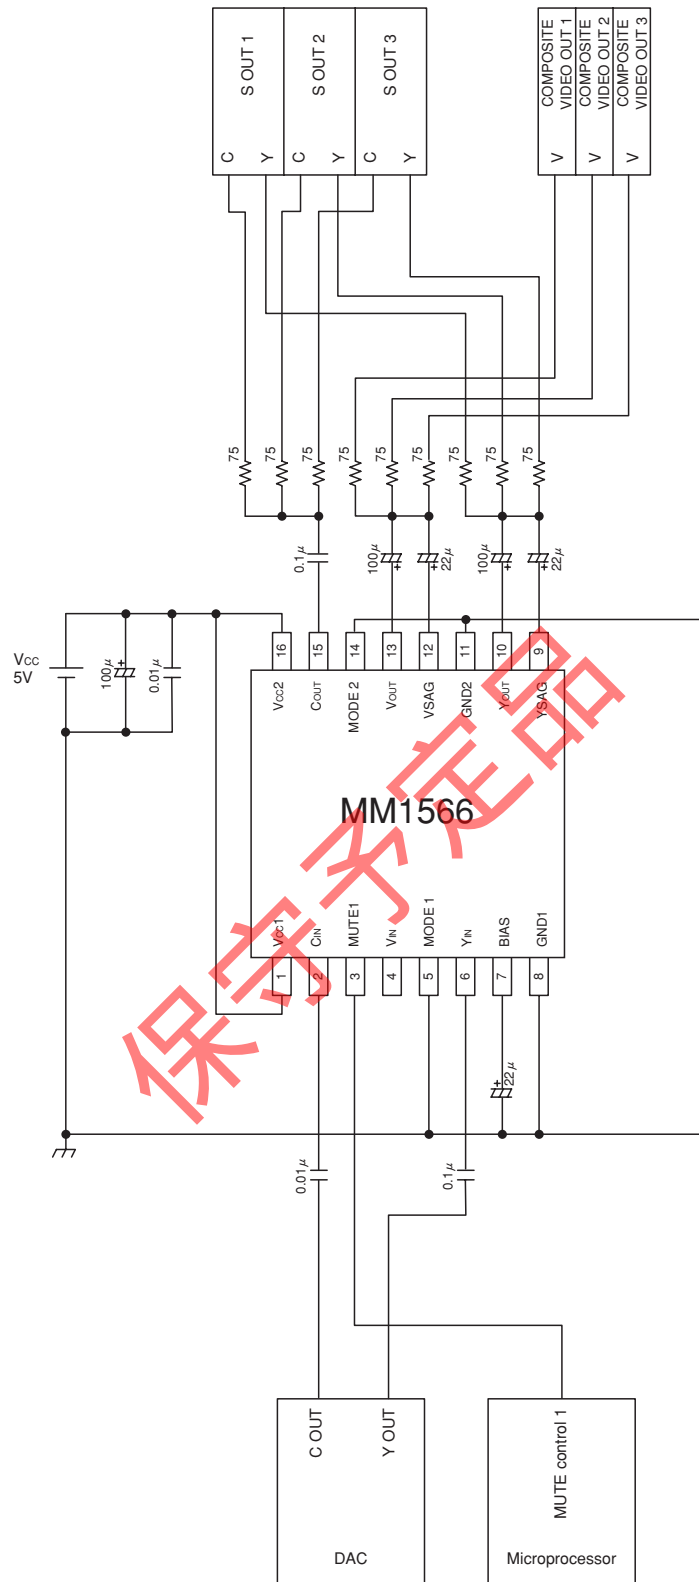 S OUT 1
S OUT 2
S OUT 3
C
Y
C
Y
C
Y
COMPOSITE
VIDEO OUT 1
COMPOSITE
VIDEO OUT 2
COMPOSITE
VIDEO OUT 3
V
V
V
75
75
75
75
75
75
75
75
75
0.1μ
100μ
+
22μ
+
100μ
+
22μ
+
Vcc
5V
100μ
+
0.01μ
16
15
14
13
12
11
10
9
Vcc2
COUT
MODE 2
VOUT
VSAG
GND2
YOUT
YSAG
MM1566
保守予定品
Vcc1
CIN
MUTE1
VIN
MODE 1
YIN
BIAS
GND1
1
2
3
4
5
6
7
8
+
22μ
0.01μ
0.1μ
C OUT
Y OUT
DAC
MUTE control 1
Microprocessor